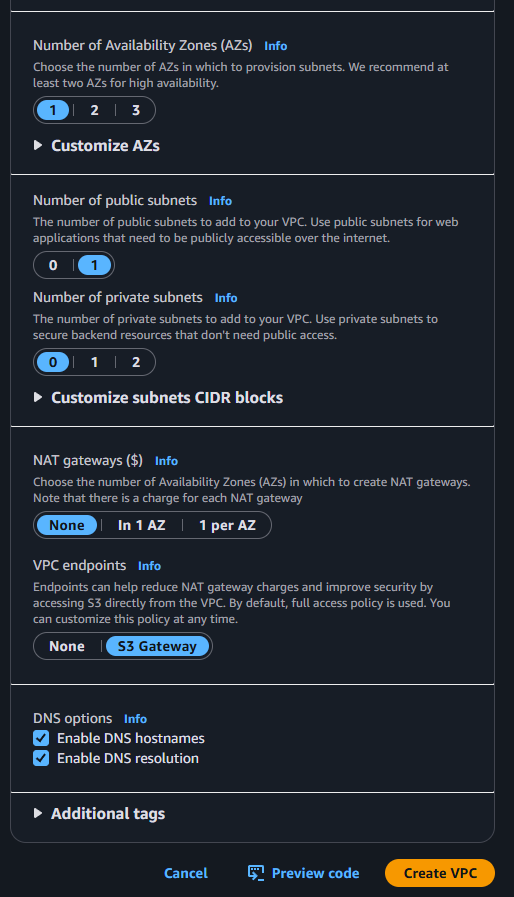 Number of Availability Zones (AZs) Info
Choose the number of AZs in which to provision subnets. We recommend at
least two AZs for high availability.
1 2 3
Customize AZs
Number of public subnets Info
The number of public subnets to add to your VPC. Use public subnets for web
applications that need to be publicly accessible over the internet.
0 1
Number of private subnets Info
The number of private subnets to add to your VPC. Use private subnets to
secure backend resources that don't need public access.
0 1 2
Customize subnets CIDR blocks
NAT gateways ($) Info
Choose the number of Availability Zones (AZs) in which to create NAT gateways.
Note that there is a charge for each NAT gateway
None In 1 AZ 1 per AZ
VPC endpoints Info
Endpoints can help reduce NAT gateway charges and improve security by
accessing S3 directly from the VPC. By default, full access policy is used. You
can customize this policy at any time.
None S3 Gateway
DNS options Info
Enable DNS hostnames
Enable DNS resolution
Additional tags
Cancel Preview code Create VPC